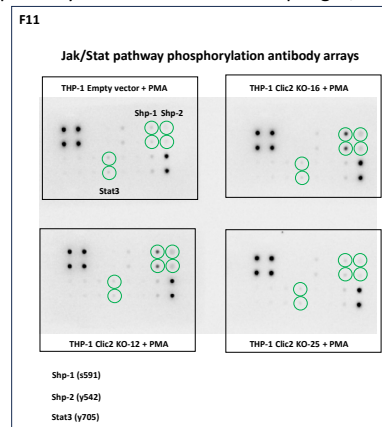 F11
Jak/Stat pathway phosphorylation antibody arrays
THP-1 Empty vector + PMA
THP-1 Clic2 KO-16 + PMA
Shp-1 Shp-2
Stat3
THP-1 Clic2 KO-12 + PMA
THP-1 Clic2 KO-25 + PMA
Shp-1 (s591)
Shp-2 (y542)
Stat3 (y705)